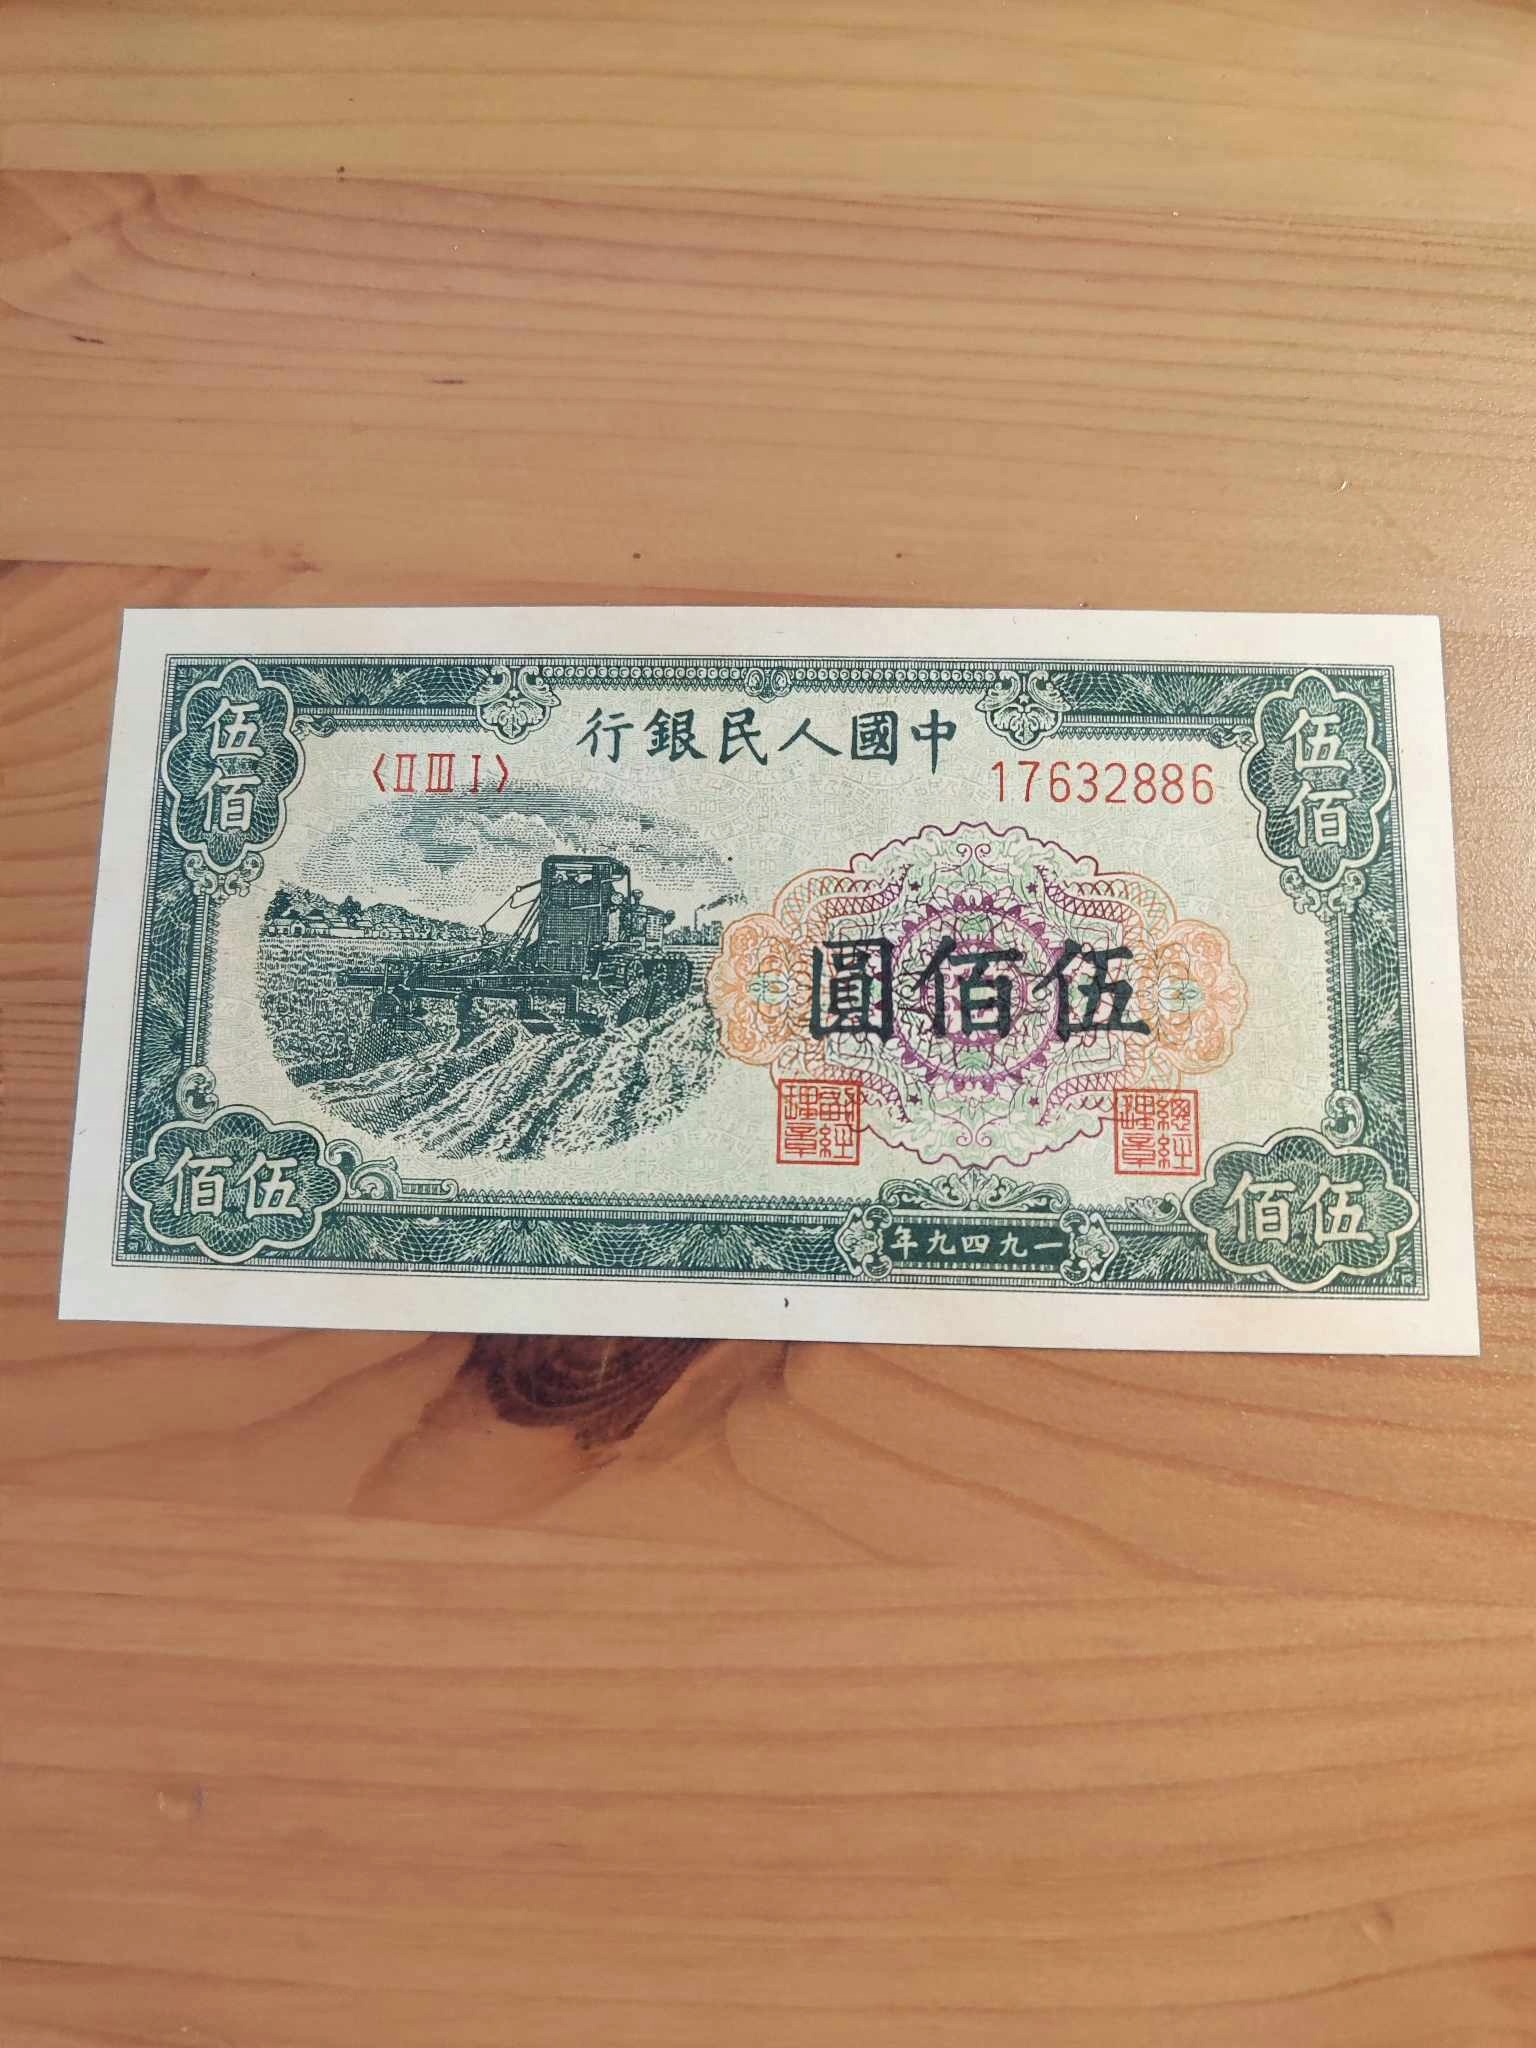 中國人民銀行
<II III I>
17632886
伍佰
伍佰
伍佰圓
總經理章
副經理章
伍佰
伍佰
一九四九年